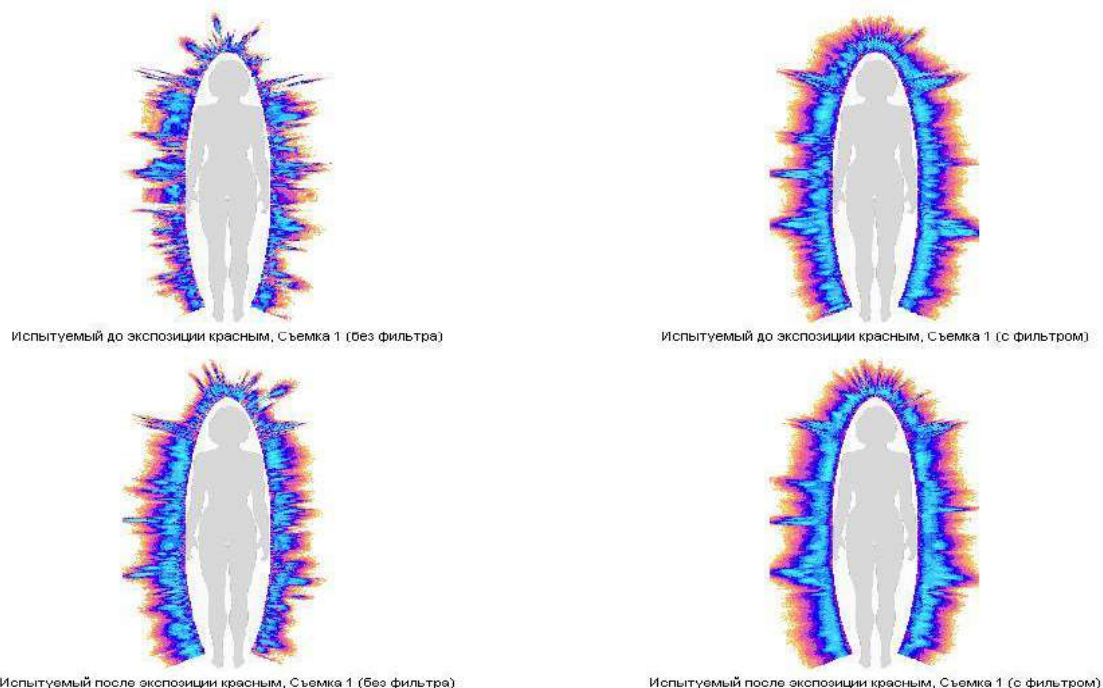 Испытуемый до экспозиции красным, Съемка 1 (без фильтра)
Испытуемый до экспозиции красным, Съемка 1 (с фильтром)
Испытуемый после экспозиции красным, Съемка 1 (без фильтра)
Испытуемый после экспозиции красным, Съемка 1 (с фильтром)